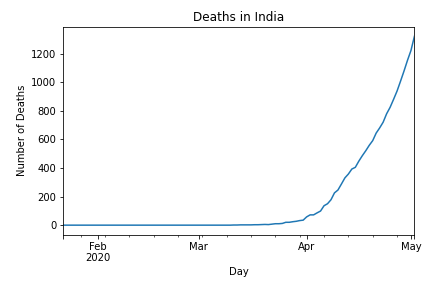 Deaths in India
Number of Deaths
1200
1000
800
600
400
200
0
Feb
2020
Mar
Apr
May
Day